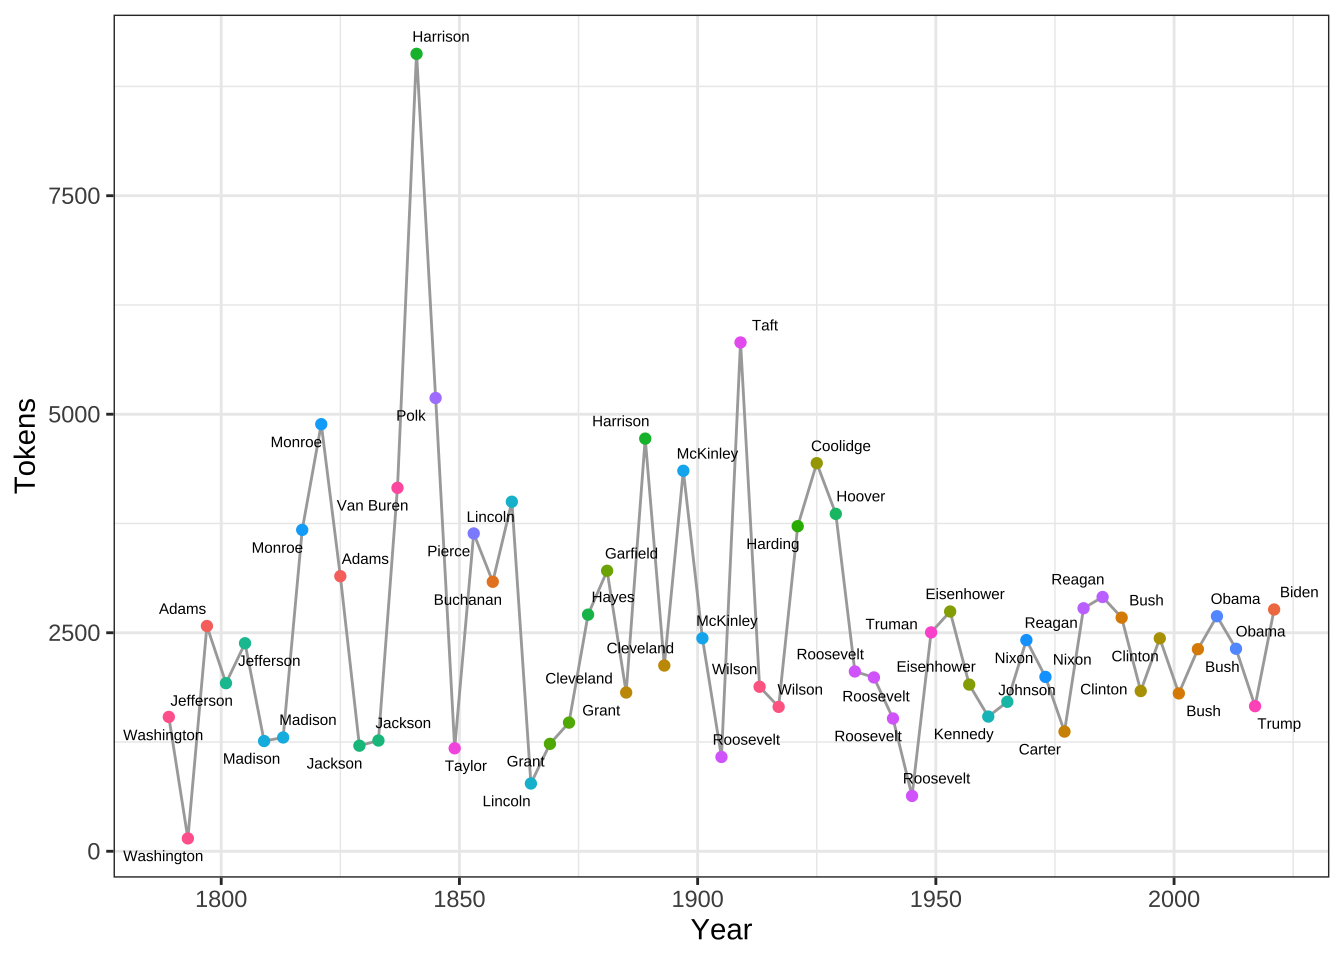 Harrison
7500
Taft
Tokens
5000
Polk
Harrison
Monroe
Coolidge
McKinley
Hoover
Van Buren
Lincoln
Harding
Monroe
Pierce
Adams
Garfield
Reagan
Buchanan
Hayes
Eisenhower
Bush
Obama
Biden
Adams
McKinley
Truman
Reagan
2500
Obama
Cleveland
Roosevelt
Clinton
Jefferson
Nixon
Nixon
Wilson
Eisenhower
Bush
Cleveland
Wilson
Johnson
Clinton
Jefferson
Roosevelt
Grant
Bush
Madison
Jackson
Trump
Washington
Roosevelt
Roosevelt
Kennedy
Madison
Jackson
Grant
Carter
Taylor
Roosevelt
Lincoln
0
Washington
1800
1850
1900
1950
2000
Year